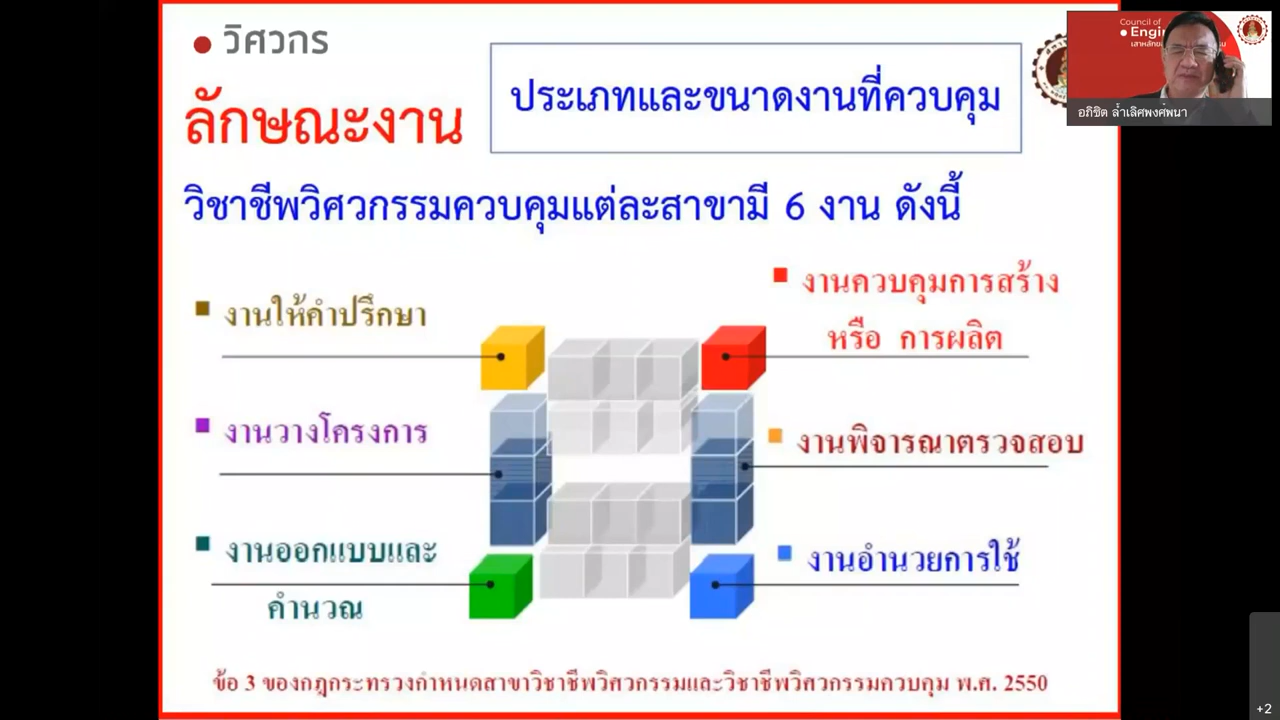 วิศวกร
ลักษณะงาน
ประเภทและขนาดงานที่ควบคุม
วิชาชีพวิศวกรรมควบคุมแต่ละสาขามี 6 งาน ดังนี้
งานให้คำปรึกษา
งานวางโครงการ
งานออกแบบและ
คำนวณ
งานควบคุมการสร้าง
หรือ การผลิต
งานพิจารณาตรวจสอบ
งานอำนวยการใช้
ข้อ 3 ของกฎกระทรวงกำหนดสาขาวิชาชีพวิศวกรรมและวิชาชีพวิศวกรรมควบคุม พ.ศ. 2550
Council of
อภิชิต ล้ำเลิศพงศ์พนา
+2